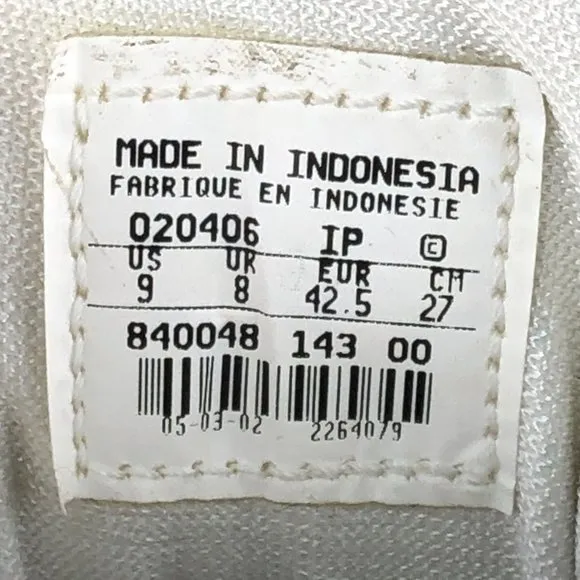 MADE IN INDONESIA
FABRIQUE EN INDONESIE
020406 IP ©
US UK EUR CM
9 8 42.5 27
840048 143 00
05-03-02 2264079